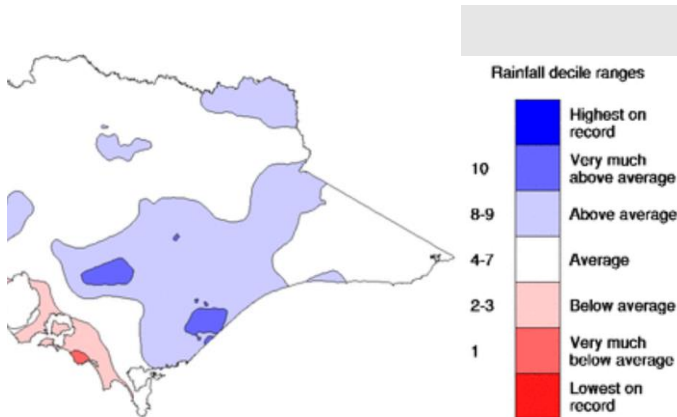 Rainfall decile ranges
Highest on
record
10
Very much
above average
8-9
Above average
4-7
Average
2-3
Below average
1
Very much
below average
Lowest on
record